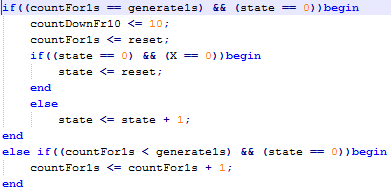 if((countFor1s == generate1s) && (state == 0))begin
countDownFr10 <= 10;
countFor1s <= reset;
if((state == 0) && (X == 0))begin
state <= reset;
end
else
state <= state + 1;
end
else if((countFor1s < generate1s) && (state == 0))begin
countFor1s <= countFor1s + 1;
end